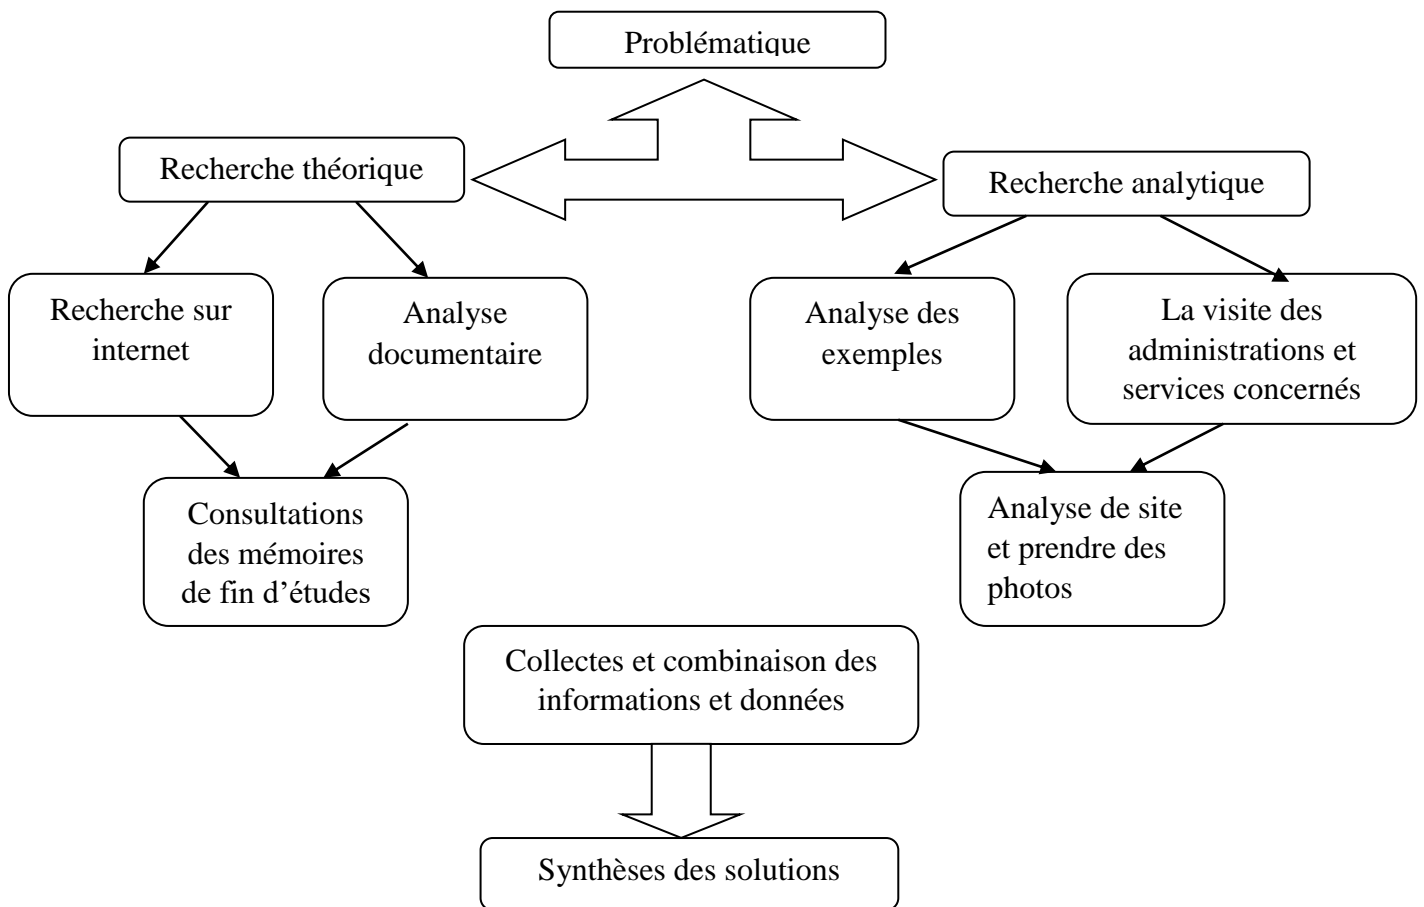 Problématique
Recherche théorique
Recherche analytique
Recherche sur
internet
Analyse
documentaire
Analyse des
exemples
La visite des
administrations et
services concernés
Consultations
des mémoires
de fin d’études
Analyse de site
et prendre des
photos
Collectes et combinaison des
informations et données
Synthèses des solutions